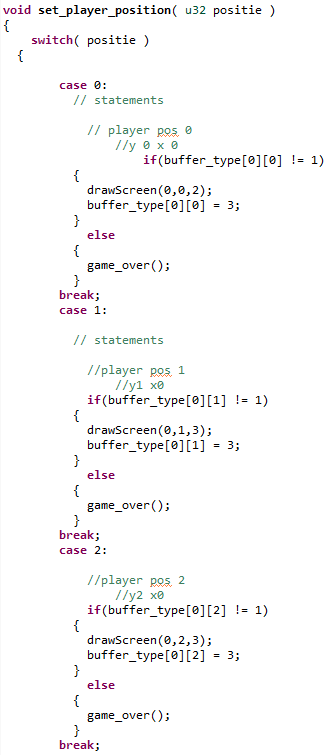 void set_player_position( u32 positie )
{
switch( positie )
{
case 0:
// statements
// player pos 0
//y 0 x 0
if(buffer_type[0][0] != 1)
{
drawScreen(0,0,2);
buffer_type[0][0] = 3;
}
else
{
game_over();
}
break;
case 1:
// statements
//player pos 1
//y1 x0
if(buffer_type[0][1] != 1)
{
drawScreen(0,1,3);
buffer_type[0][1] = 3;
}
else
{
game_over();
}
break;
case 2:
//player pos 2
//y2 x0
if(buffer_type[0][2] != 1)
{
drawScreen(0,2,3);
buffer_type[0][2] = 3;
}
else
{
game_over();
}
break;